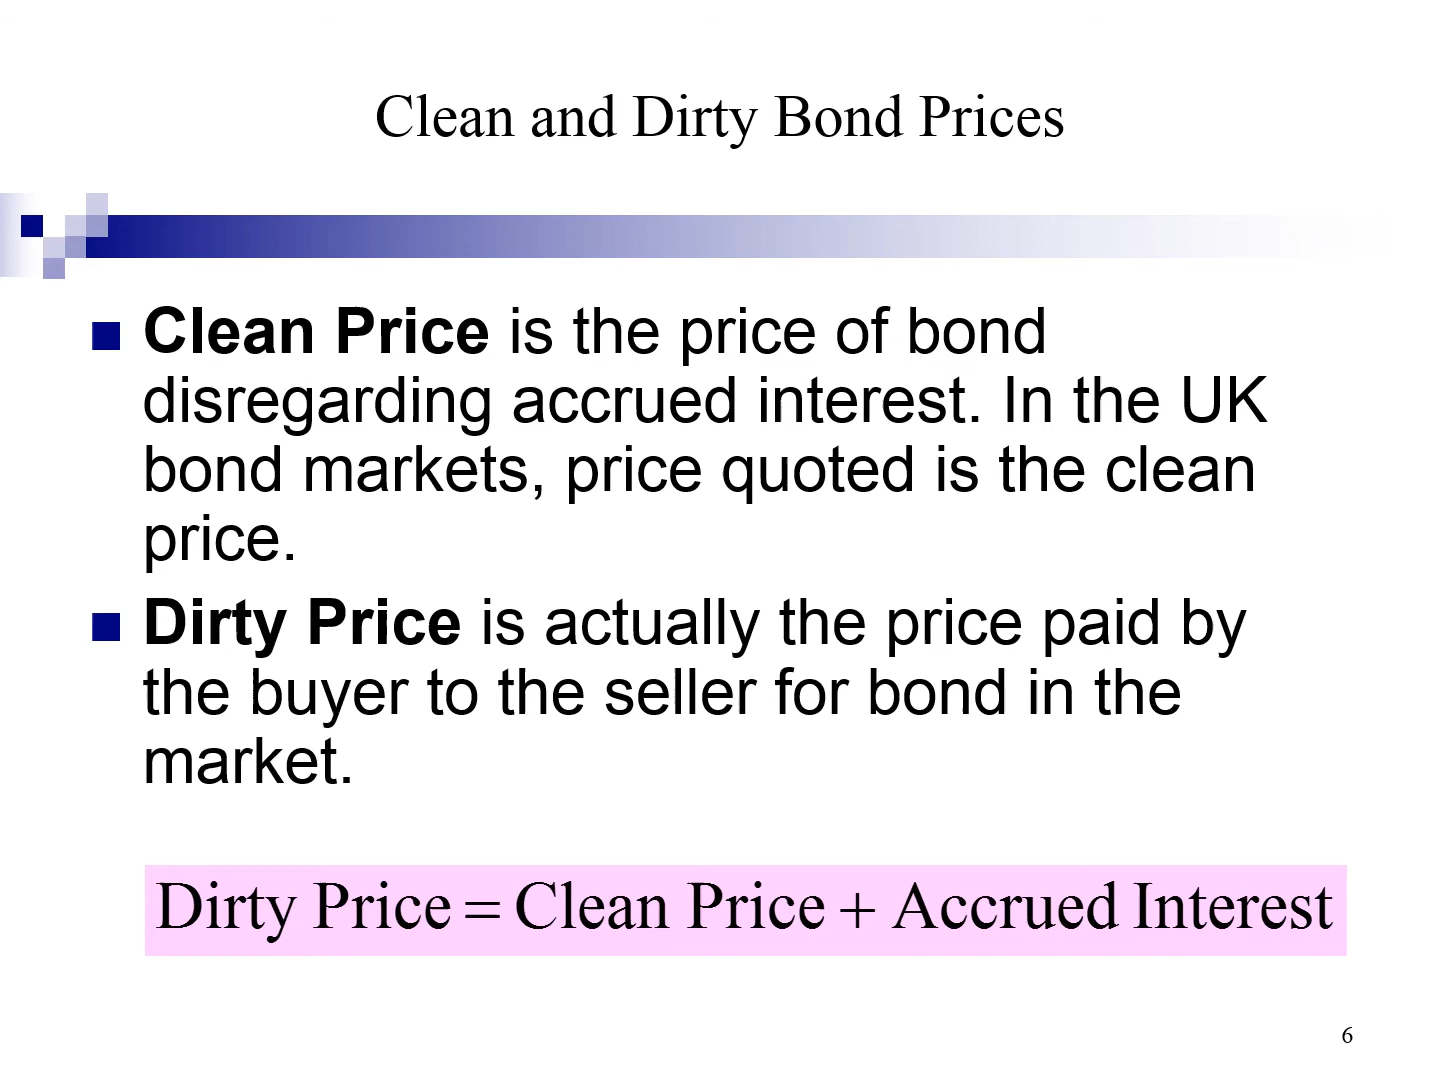 Clean and Dirty Bond Prices
Clean Price is the price of bond
disregarding accrued interest. In the UK
bond markets, price quoted is the clean
price.
Dirty Price is actually the price paid by
the buyer to the seller for bond in the
market.
Dirty Price = Clean Price + Accrued Interest
6